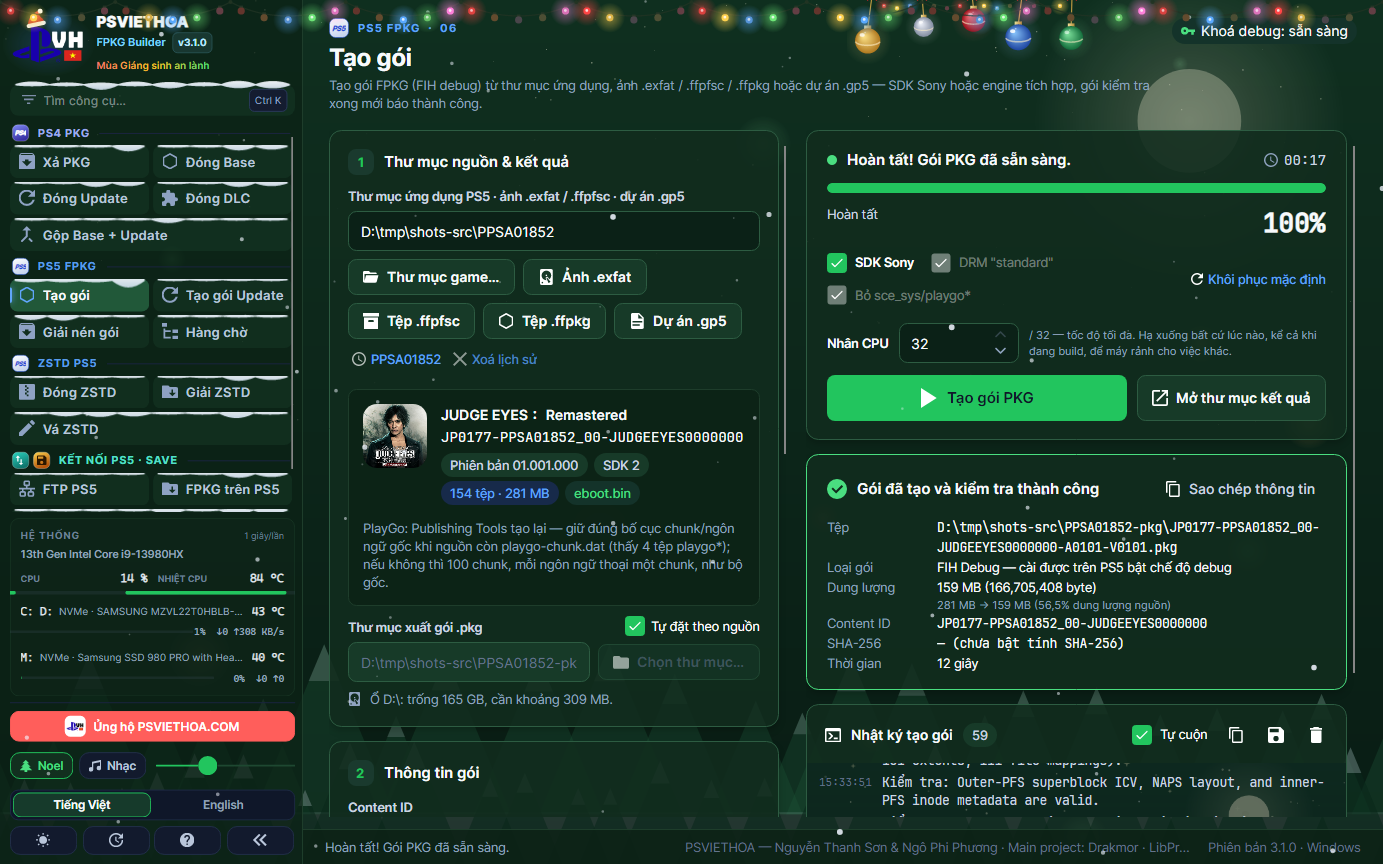 PSVIETHOA
FPKG Builder v3.1.0
Mùa Giáng sinh an lành
Tìm công cụ... Ctrl K
PS4 PKG
Xả PKG Đóng Base
Đóng Update Đóng DLC
Gộp Base + Update
PS5 FPKG
Tạo gói Tạo gói Update
Giải nén gói Hàng chờ
ZSTD PS5
Đóng ZSTD Giải ZSTD
Vá ZSTD
KẾT NỐI PS5 · SAVE
FTP PS5 FPKG trên PS5
HỆ THỐNG 1 giây/lần
13th Gen Intel Core i9-13980HX
CPU 14 % NHIỆT CPU 84 °C
C: D: NVMe · SAMSUNG MZVL22T0HBLB-... 43 °C
1% ↓0 ↑308 KB/s
M: NVMe · Samsung SSD 980 PRO with Hea... 40 °C
0% ↓0 ↑0
Ủng hộ PSVIETHOA.COM
Noel Nhạc
Tiếng Việt English
PS5 FPKG · 06
Tạo gói
Tạo gói FPKG (FIH debug) từ thư mục ứng dụng, ảnh .exfat / .ffpfsc / .ffpkg hoặc dự án .gp5 — SDK Sony hoặc engine tích hợp, gói kiểm tra
xong mới báo thành công.
Khoá debug: sẵn sàng
1 Thư mục nguồn & kết quả
Thư mục ứng dụng PS5 · ảnh .exfat / .ffpfsc · dự án .gp5
D:\tmp\shots-src\PPSA01852
Thư mục game... Ảnh .exfat
Tệp .ffpfsc Tệp .ffpkg Dự án .gp5
PPSA01852 Xoá lịch sử
JUDGE EYES： Remastered
JP0177-PPSA01852_00-JUDGEEYES0000000
Phiên bản 01.001.000 SDK 2
154 tệp · 281 MB eboot.bin
PlayGo: Publishing Tools tạo lại — giữ đúng bố cục chunk/ngôn
ngữ gốc khi nguồn còn playgo-chunk.dat (thấy 4 tệp playgo*);
nếu không thì 100 chunk, mỗi ngôn ngữ thoại một chunk, như bộ
gốc.
Thư mục xuất gói .pkg Tự đặt theo nguồn
D:\tmp\shots-src\PPSA01852-pk Chọn thư mục...
Ổ D:\: trống 165 GB, cần khoảng 309 MB.
2 Thông tin gói
Content ID
Hoàn tất! Gói PKG đã sẵn sàng. 00:17
Hoàn tất 100%
SDK Sony DRM "standard"
Bỏ sce_sys/playgo*
Khôi phục mặc định
Nhân CPU 32 / 32 — tốc độ tối đa. Hạ xuống bất cứ lúc nào, kể cả khi
đang build, để máy rảnh cho việc khác.
Tạo gói PKG Mở thư mục kết quả
Gói đã tạo và kiểm tra thành công Sao chép thông tin
Tệp D:\tmp\shots-src\PPSA01852-pkg\JP0177-PPSA01852_00-
JUDGEEYES0000000-A0101-V0101.pkg
Loại gói FIH Debug — cài được trên PS5 bật chế độ debug
Dung lượng 159 MB (166,705,408 byte)
281 MB → 159 MB (56,5% dung lượng nguồn)
Content ID JP0177-PPSA01852_00-JUDGEEYES0000000
SHA-256 — (chưa bật tính SHA-256)
Thời gian 12 giây
Nhật ký tạo gói 59 Tự cuộn
15:33:51 Kiểm tra: Outer-PFS superblock ICV, NAPS layout, and inner-
PFS inode metadata are valid.
Hoàn tất! Gói PKG đã sẵn sàng.
PSVIETHOA — Nguyễn Thanh Sơn & Ngô Phi Phương · Main project: Drakmor · LibPr... Phiên bản 3.1.0 · Windows